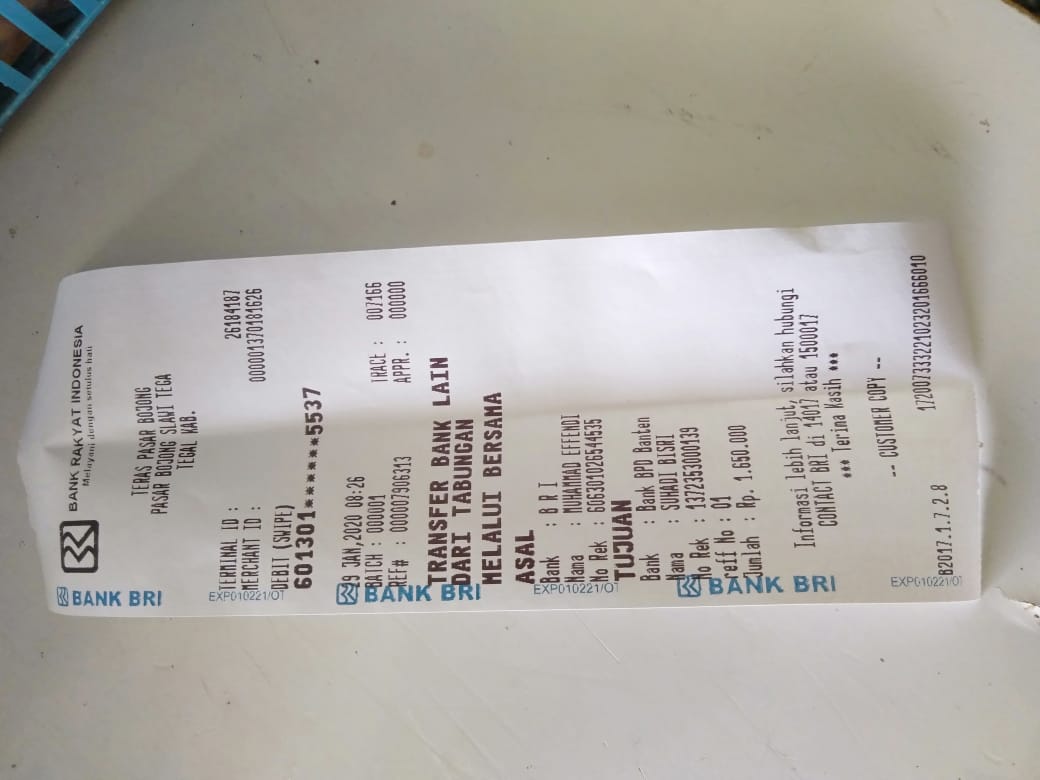 BANK RAKYAT INDONESIA
Melayani dengan setulus hati
TERAS PASAR BOJONG
PASAR BOJONG SLAWI TEGA
TEGAL KAB.
TERMINAL ID : 26184187
MERCHANT ID : 000001370181626
DEBIT (SWIPE)
601301*******5537
JAN,2020 08:26 TRACE : 007166
BATCH : 000001 APPR. : 000000
REF# : 000007906313
TRANSFER BANK LAIN
DARI TABUNGAN
MELALUI BERSAMA
ASAL
Bank : B R I
Nama : MUHAMAD EFFENDI
No Rek : 606301026544535
TUJUAN
Bank : Bank BPD Banten
Nama : SUHADI BISRI
No Rek : 1372353000139
Reff No : 01
Jumlah : Rp. 1.650.000
Informasi lebih lanjut, silahkan hubungi
CONTACT BRI di 14017 atau 1500017
*** Terima Kasih ***
-- CUSTOMER COPY --
B2017.1.7.2.8 172007333221023201666010
BANK BRI EXP010221/OT BANK BRI EXP010221/OT BANK BRI EXP010221/OT